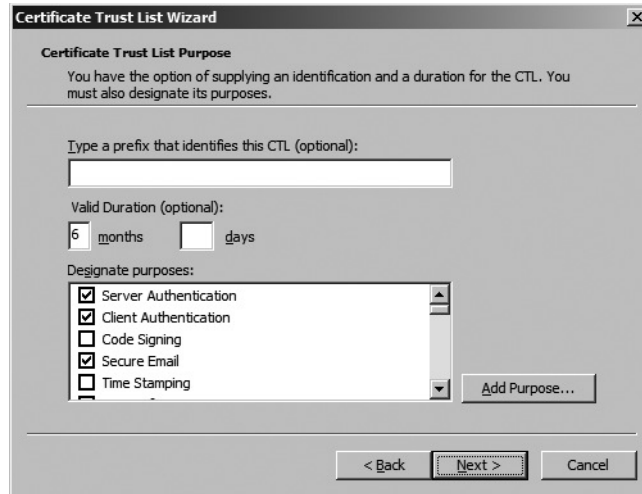 Certificate Trust List Wizard
Certificate Trust List Purpose
You have the option of supplying an identification and a duration for the CTL. You
must also designate its purposes.
Type a prefix that identifies this CTL (optional):
Valid Duration (optional):
6 months days
Designate purposes:
Server Authentication
Client Authentication
Code Signing
Secure Email
Time Stamping
Add Purpose...
< Back Next > Cancel